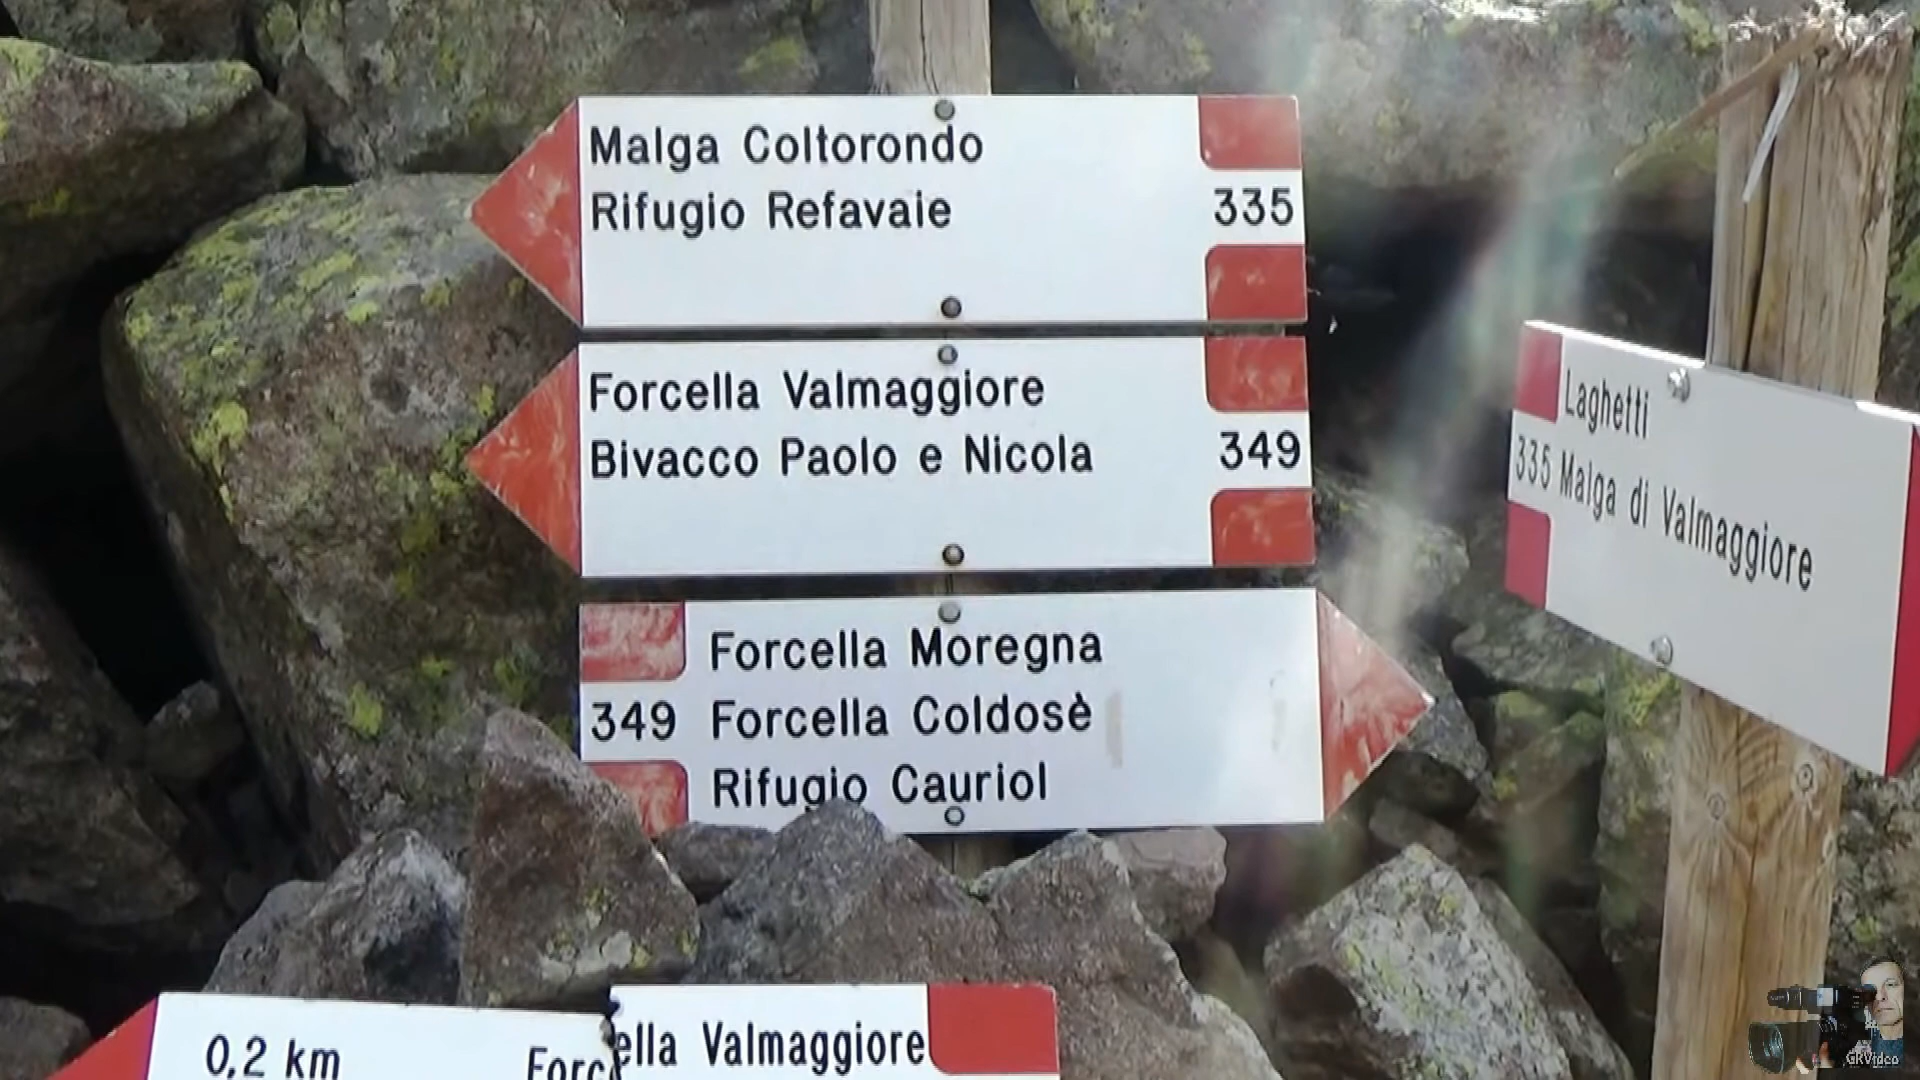 Malga Coltorondo
Rifugio Refavaie
335
Forcella Valmaggiore
Bivacco Paolo e Nicola
349
Forcella Moregna
349 Forcella Coldosè
Rifugio Cauriol
Laghetti
335 Malga di Valmaggiore
0,2 km
Forcella Valmaggiore
GRVideo